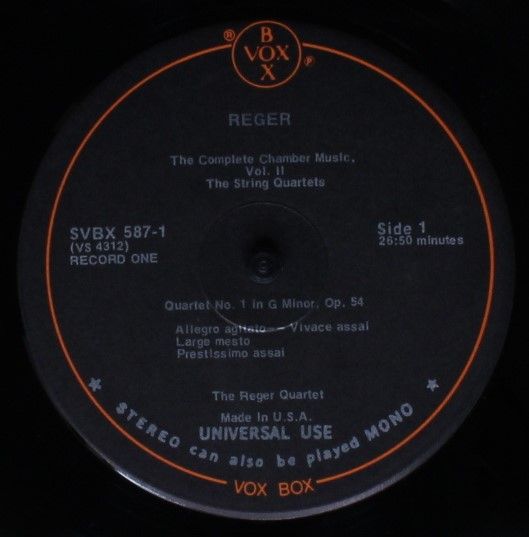 B
VOX
X
® ℗
REGER
The Complete Chamber Music,
Vol. II
The String Quartets
SVBX 587-1
(VS 4312)
RECORD ONE
Side 1
26:50 minutes
Quartet No. 1 in G Minor, Op. 54
Allegro agitato — Vivace assai
Largo mesto
Prestissimo assai
The Reger Quartet
Made in U.S.A.
UNIVERSAL USE
★ STEREO can also be played MONO ★
VOX BOX